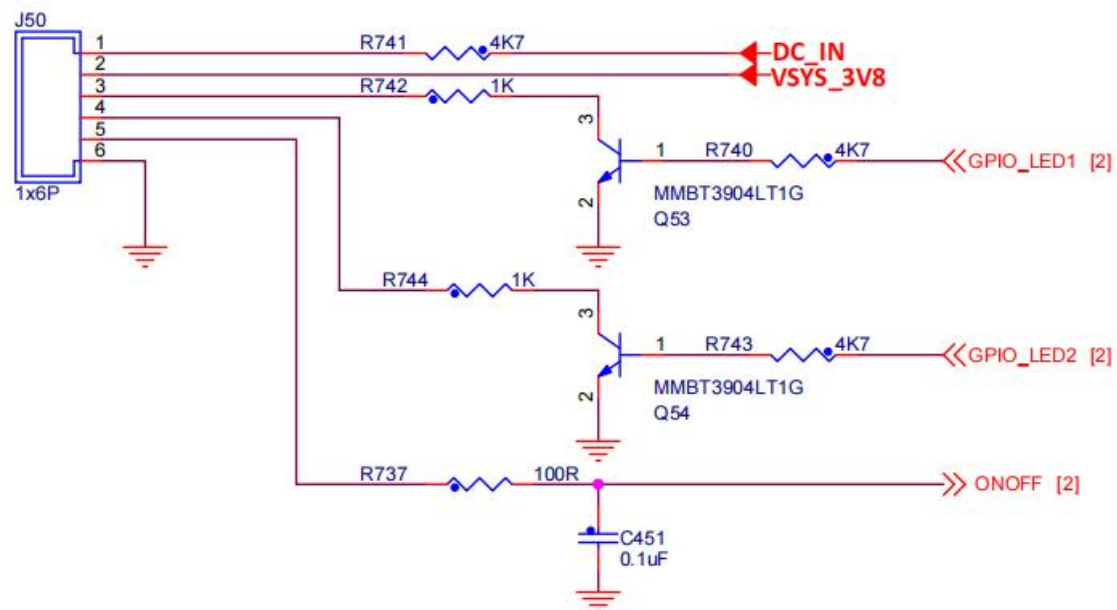 J50
1 R741 4K7 DC_IN
2 VSYS_3V8
3 R742 1K
4
5
6
1x6P
3
1 R740 4K7 GPIO_LED1 [2]
2
MMBT3904LT1G
Q53
R744 1K
3
1 R743 4K7 GPIO_LED2 [2]
2
MMBT3904LT1G
Q54
R737 100R ONOFF [2]
C451
0.1uF